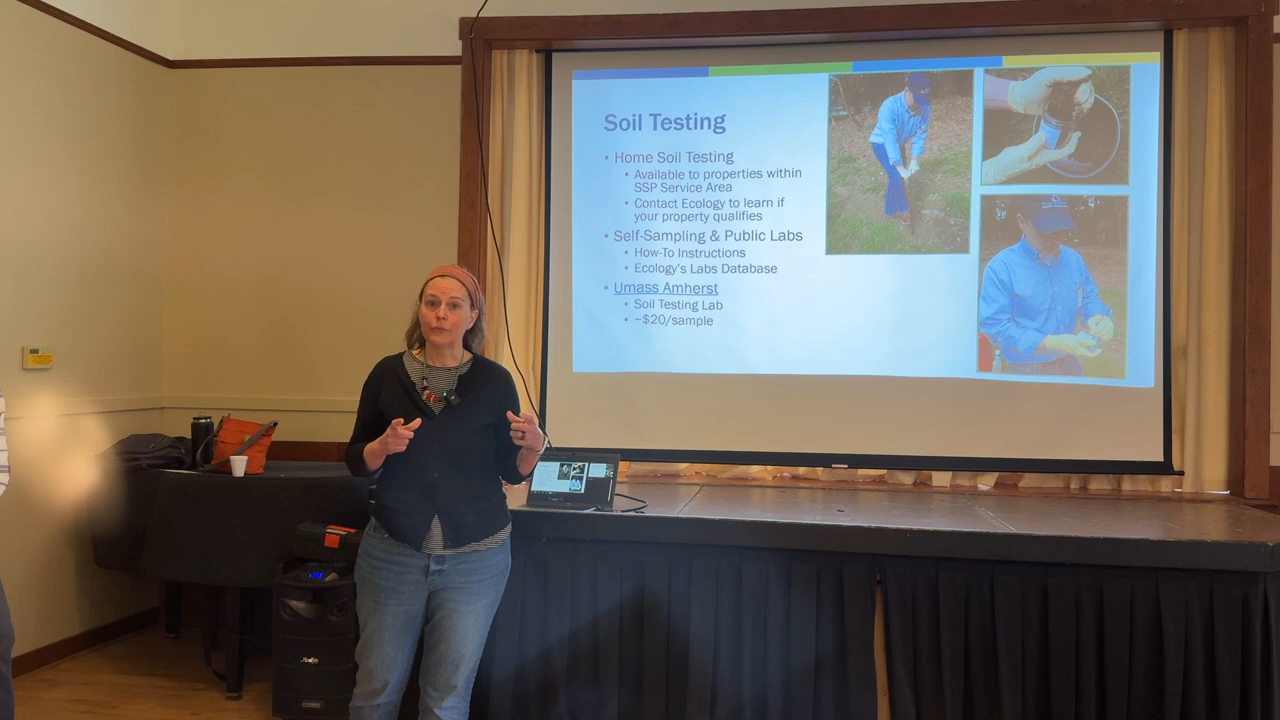 Soil Testing
• Home Soil Testing
• Available to properties within
SSP Service Area
• Contact Ecology to learn if
your property qualifies
• Self-Sampling & Public Labs
• How-To Instructions
• Ecology's Labs Database
• Umass Amherst
• Soil Testing Lab
• ~$20/sample